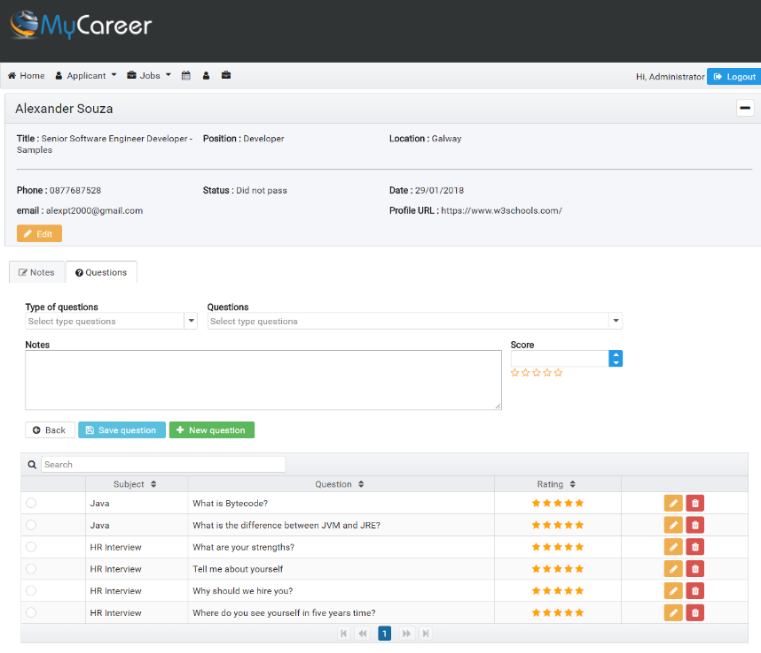 MyCareer
Home Applicant Jobs Hi, Administrator Logout
Alexander Souza
Title : Senior Software Engineer Developer - Position : Developer Location : Galway
Samples
Phone : 0877687528 Status : Did not pass Date : 29/01/2018
email : alexpt2000@gmail.com Profile URL : https://www.w3schools.com/
Edit
Notes Questions
Type of questions Questions
Select type questions Select type questions
Notes Score
Back Save question New question
Search
Subject Question Rating
Java What is Bytecode?
Java What is the difference between JVM and JRE?
HR Interview What are your strengths?
HR Interview Tell me about yourself
HR Interview Why should we hire you?
HR Interview Where do you see yourself in five years time?
1